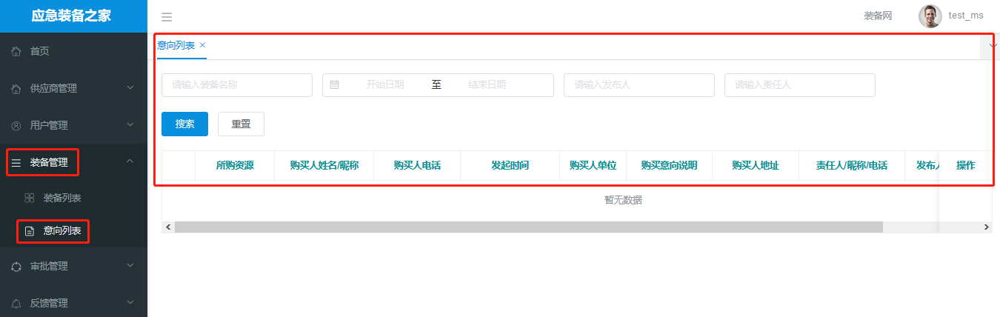 应急装备之家
装备网 test_ms
首页
供应商管理
用户管理
装备管理
装备列表
意向列表
审批管理
反馈管理
意向列表 ×
请输入装备名称 开始日期 至 结束日期 请输入发布人 请输入责任人
搜索 重置
所购资源 购买人姓名/昵称 购买人电话 发起时间 购买人单位 购买意向说明 购买人地址 责任人/昵称/电话 发布人 操作
暂无数据